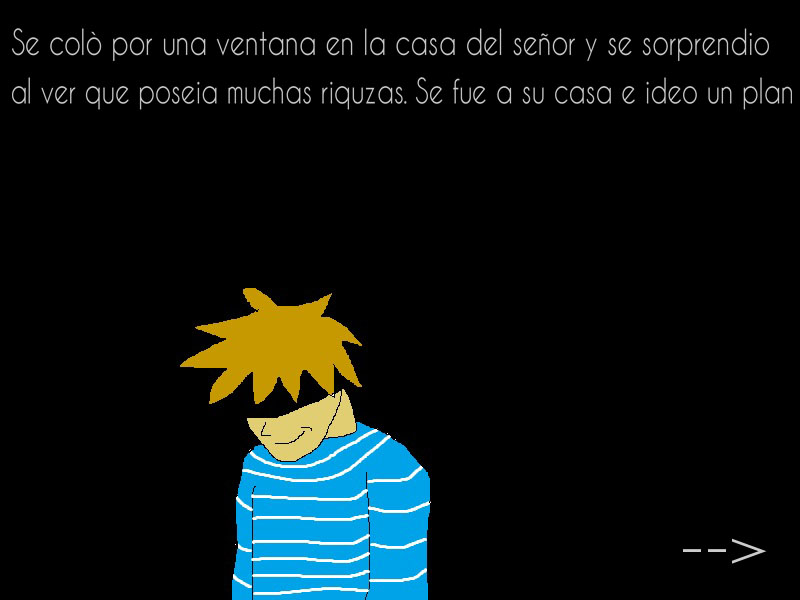 Se colò por una ventana en la casa del señor y se sorprendio
al ver que poseia muchas riquzas. Se fue a su casa e ideo un plan
-->